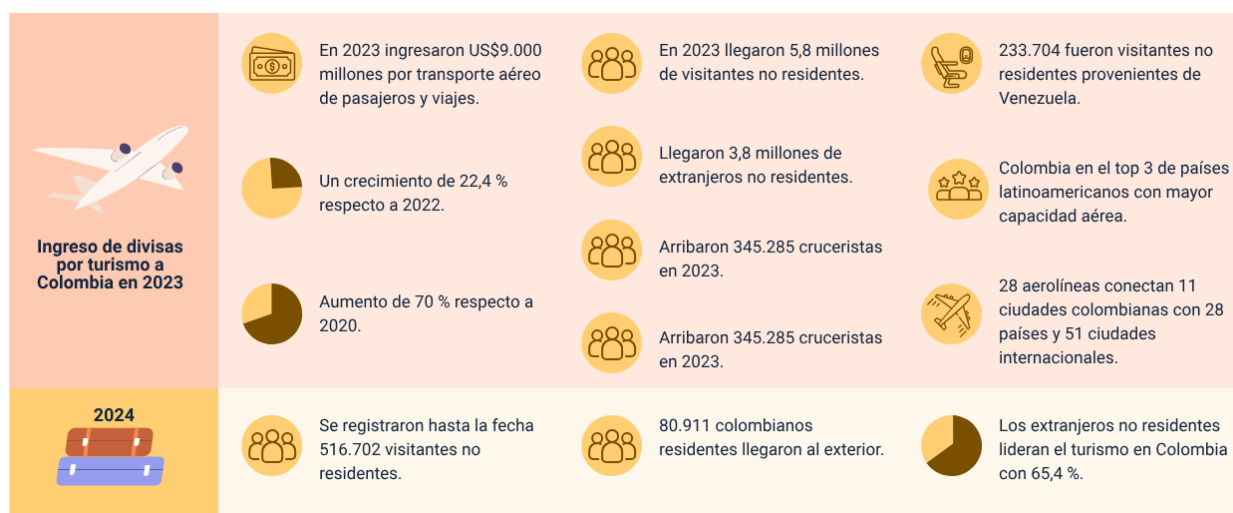 Ingreso de divisas
por turismo a
Colombia en 2023
En 2023 ingresaron US$9.000
millones por transporte aéreo
de pasajeros y viajes.
Un crecimiento de 22,4 %
respecto a 2022.
Aumento de 70 % respecto a
2020.
En 2023 llegaron 5,8 millones
de visitantes no residentes.
Llegaron 3,8 millones de
extranjeros no residentes.
Arribaron 345.285 cruceristas
en 2023.
Arribaron 345.285 cruceristas
en 2023.
233.704 fueron visitantes no
residentes provenientes de
Venezuela.
Colombia en el top 3 de países
latinoamericanos con mayor
capacidad aérea.
28 aerolíneas conectan 11
ciudades colombianas con 28
países y 51 ciudades
internacionales.
2024
Se registraron hasta la fecha
516.702 visitantes no
residentes.
80.911 colombianos
residentes llegaron al exterior.
Los extranjeros no residentes
lideran el turismo en Colombia
con 65,4 %.